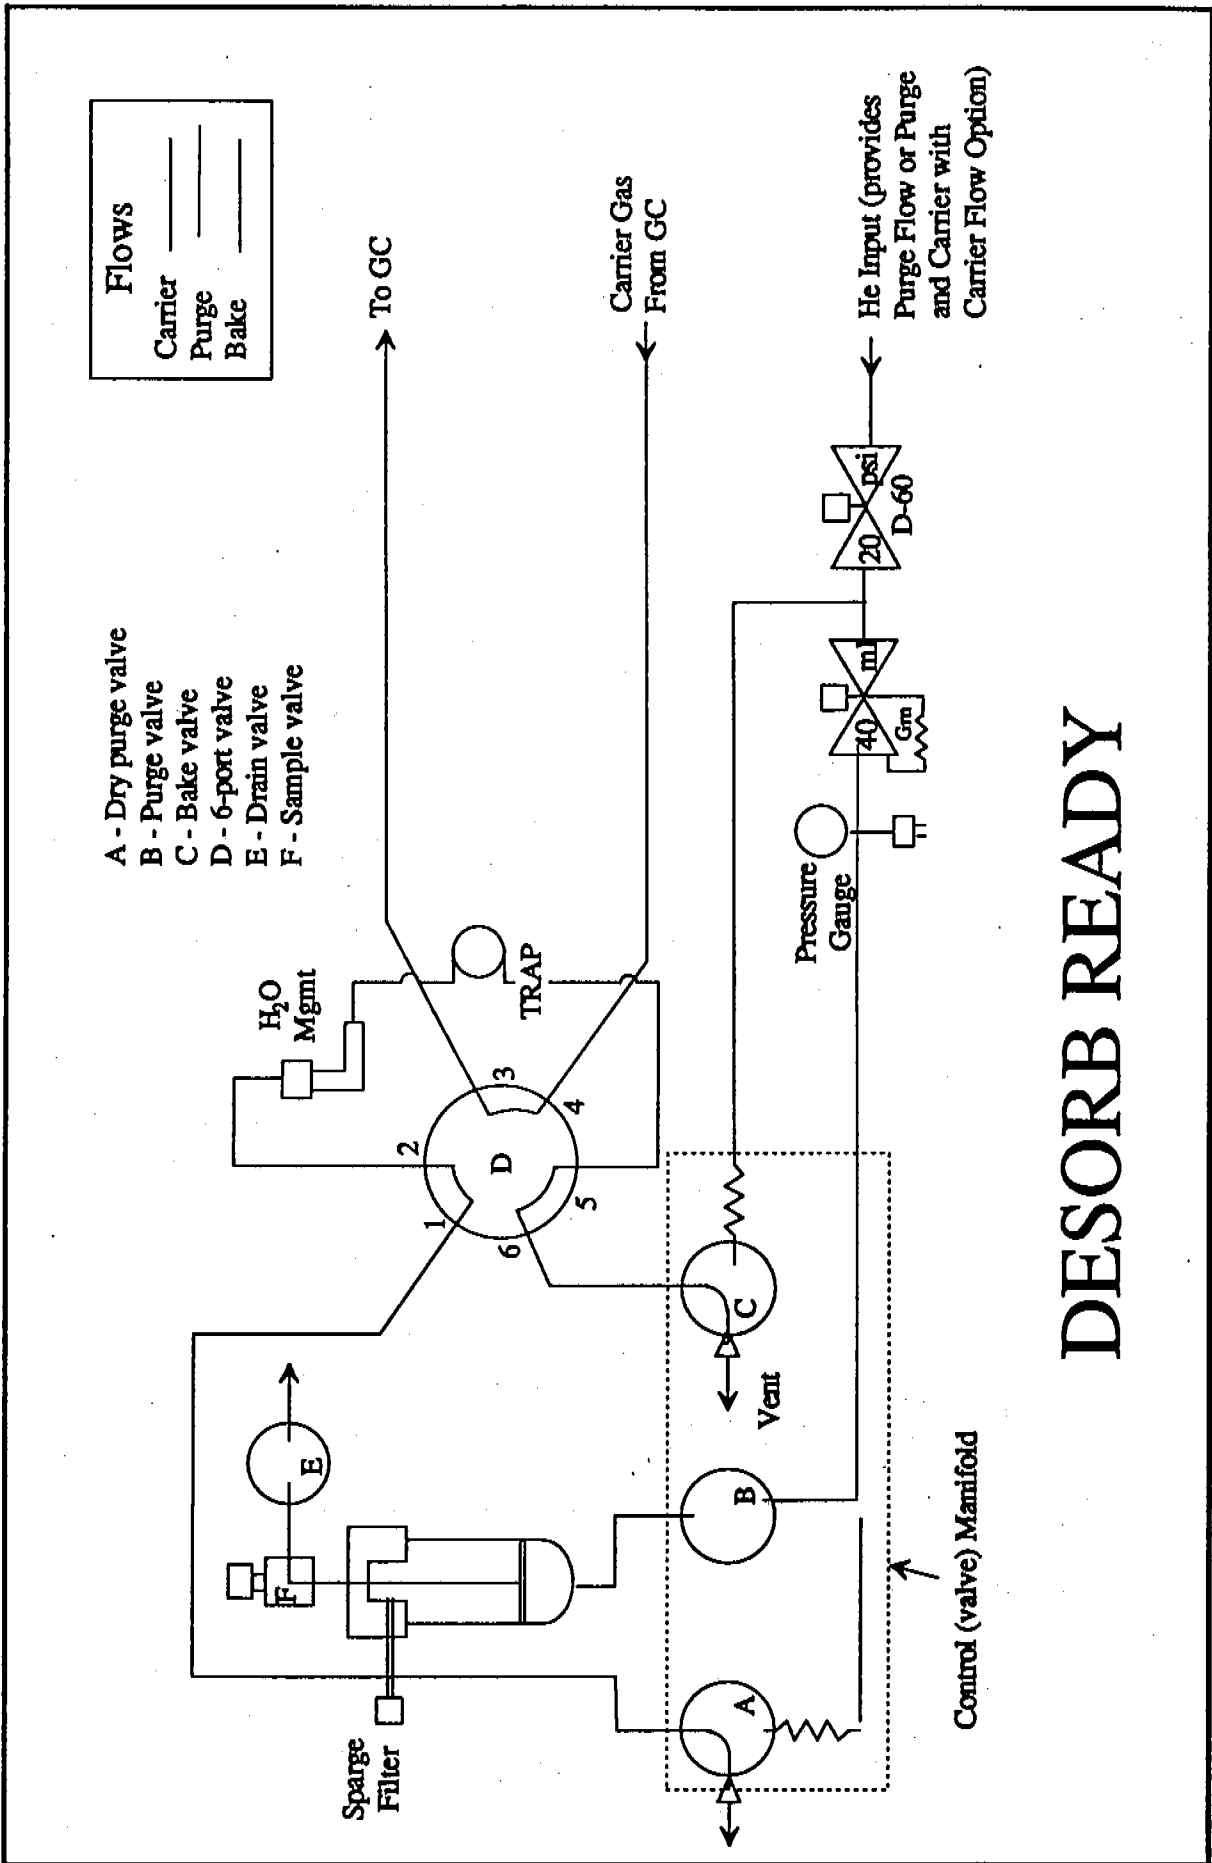 Flows
Carrier
Purge
Bake
A - Dry purge valve
B - Purge valve
C - Bake valve
D - 6-port valve
E - Drain valve
F - Sample valve
To GC
Carrier Gas
From GC
He Input (provides
Purge Flow or Purge
and Carrier with
Carrier Flow Option)
H₂O
Mgmt
TRAP
Sparge
Filter
F
E
1
2
3
4
5
6
D
A
B
C
Vent
Pressure
Gauge
40 ml
Gm
20 psi
D-60
Control (valve) Manifold
DESORB READY